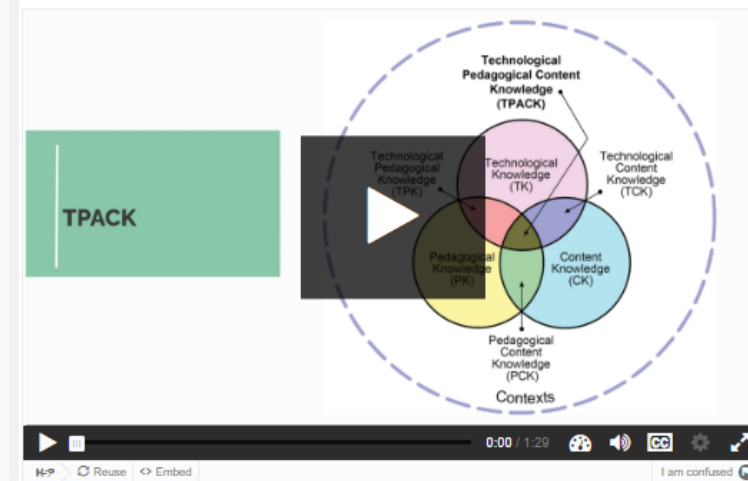 TPACK
Technological
Pedagogical Content
Knowledge
(TPACK)
Technological
Pedagogical
Knowledge
(TPK)
Technological
Knowledge
(TK)
Technological
Content
Knowledge
(TCK)
Pedagogical
Knowledge
(PK)
Content
Knowledge
(CK)
Pedagogical
Content
Knowledge
(PCK)
Contexts
0:00 / 1:29
CC
H-P
Reuse
<> Embed
I am confused